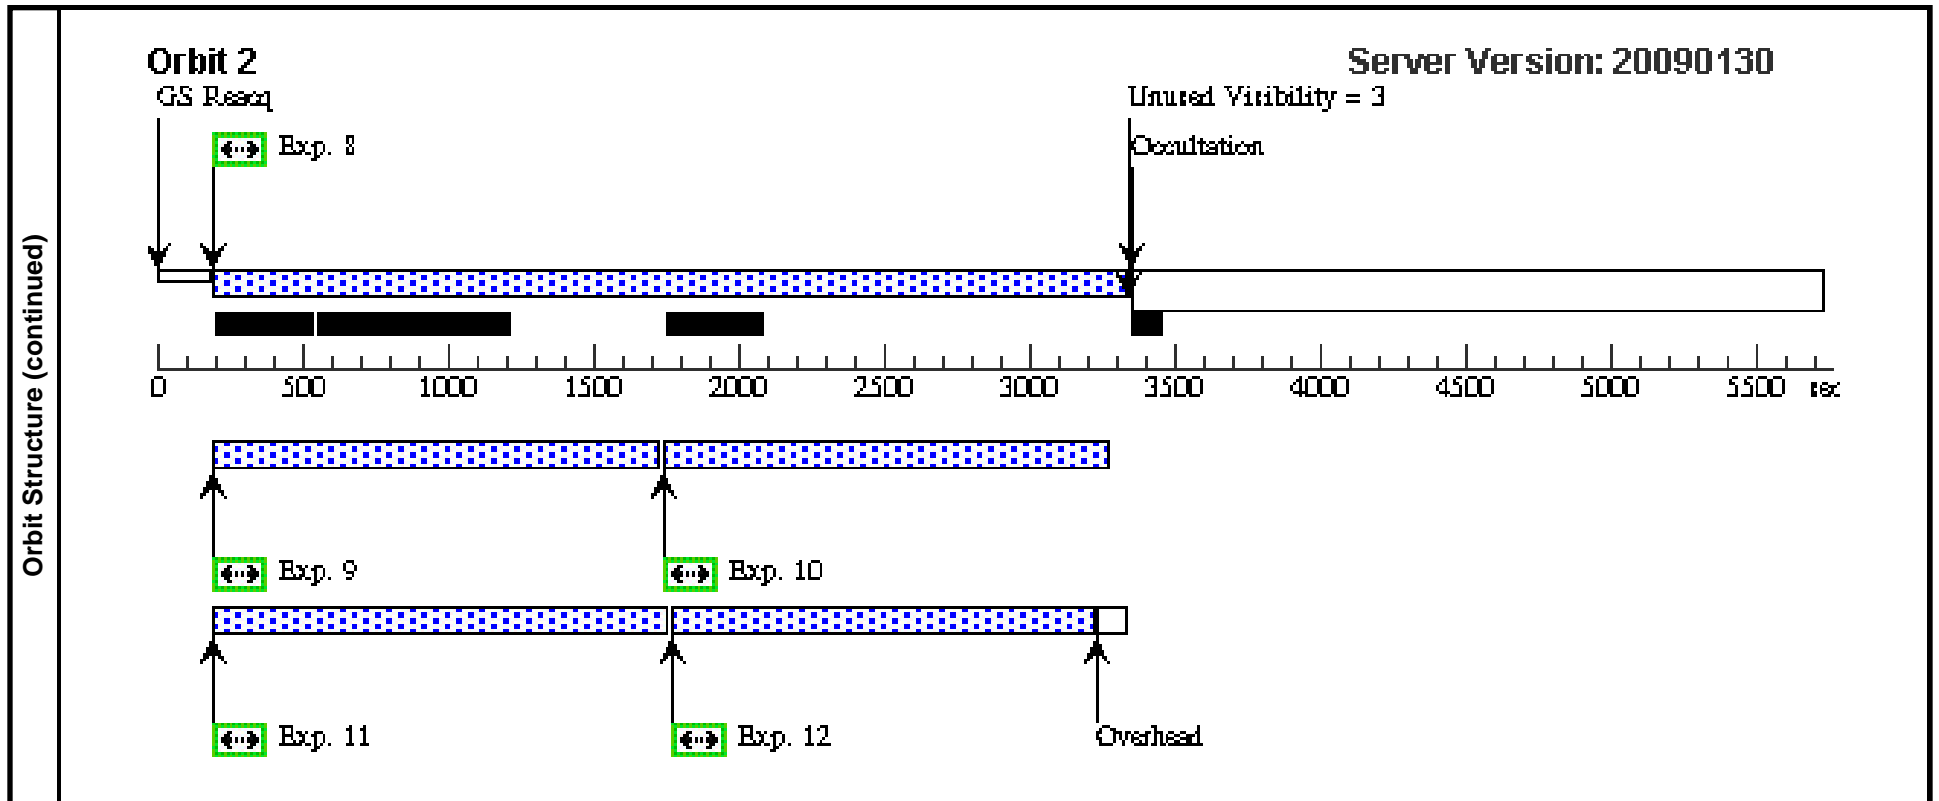 Orbit Structure (continued)
Orbit 2
Server Version: 20090130
GS Reacq
Unused Visibility = 3
Exp. 8
Occultation
0 500 1000 1500 2000 2500 3000 3500 4000 4500 5000 5500 sec
Exp. 9
Exp. 10
Exp. 11
Exp. 12
Overhead